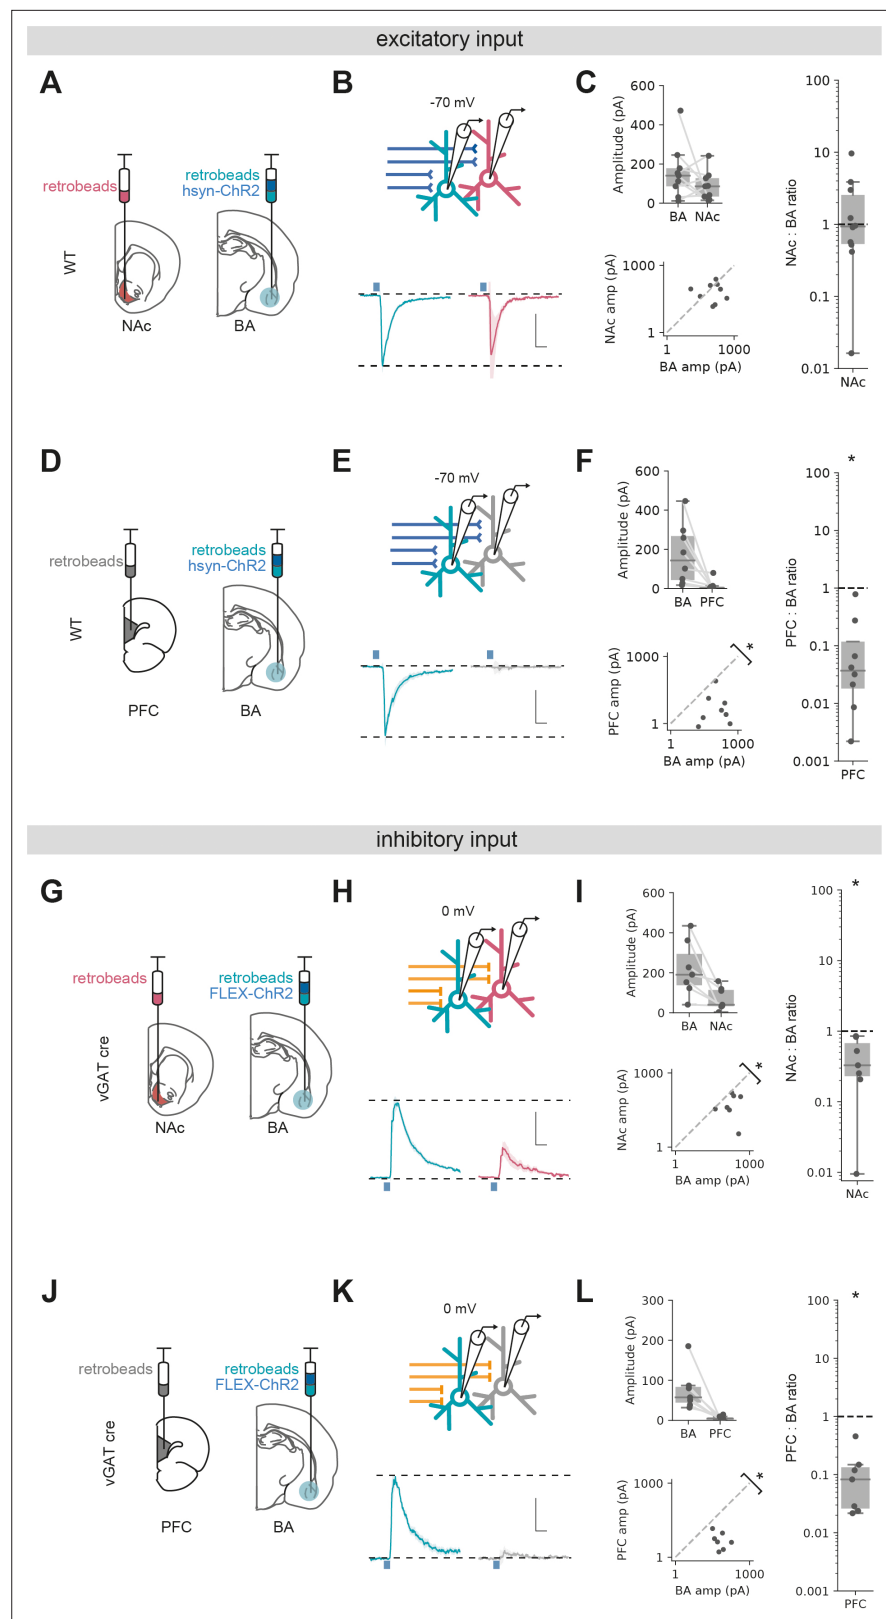 excitatory input
A
retrobeads
retrobeads
hsyn-ChR2
WT
NAc
BA
B
-70 mV
C
600
400
200
0
Amplitude (pA)
BA
NAc
1000
1
NAc amp (pA)
1
1000
BA amp (pA)
100
10
1
0.1
0.01
NAc : BA ratio
NAc
D
retrobeads
retrobeads
hsyn-ChR2
WT
PFC
BA
E
-70 mV
F
600
400
200
0
Amplitude (pA)
BA
PFC
*
1000
1
PFC amp (pA)
1
1000
BA amp (pA)
*
100
10
1
0.1
0.01
0.001
PFC : BA ratio
PFC
inhibitory input
G
retrobeads
retrobeads
FLEX-ChR2
vGAT cre
NAc
BA
H
0 mV
I
600
400
200
0
Amplitude (pA)
BA
NAc
*
1000
1
NAc amp (pA)
1
1000
BA amp (pA)
*
100
10
1
0.1
0.01
NAc : BA ratio
NAc
J
retrobeads
retrobeads
FLEX-ChR2
vGAT cre
PFC
BA
K
0 mV
L
300
200
100
0
Amplitude (pA)
BA
PFC
*
1000
1
PFC amp (pA)
1
1000
BA amp (pA)
*
100
10
1
0.1
0.01
0.001
PFC : BA ratio
PFC